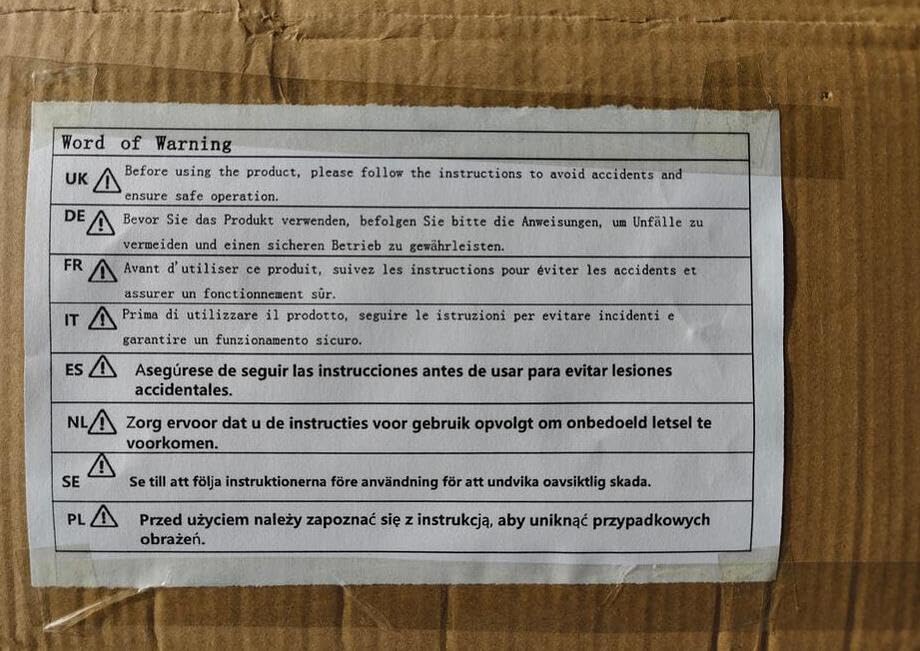 Word of Warning
UK Before using the product, please follow the instructions to avoid accidents and
ensure safe operation.
DE Bevor Sie das Produkt verwenden, befolgen Sie bitte die Anweisungen, um Unfälle zu
vermeiden und einen sicheren Betrieb zu gewährleisten.
FR Avant d'utiliser ce produit, suivez les instructions pour éviter les accidents et
assurer un fonctionnement sûr.
IT Prima di utilizzare il prodotto, seguire le istruzioni per evitare incidenti e
garantire un funzionamento sicuro.
ES Asegúrese de seguir las instrucciones antes de usar para evitar lesiones
accidentales.
NL Zorg ervoor dat u de instructies voor gebruik opvolgt om onbedoeld letsel te
voorkomen.
SE Se till att följa instruktionerna före användning för att undvika oavsiktlig skada.
PL Przed użyciem należy zapoznać się z instrukcją, aby uniknąć przypadkowych
obrażeń.